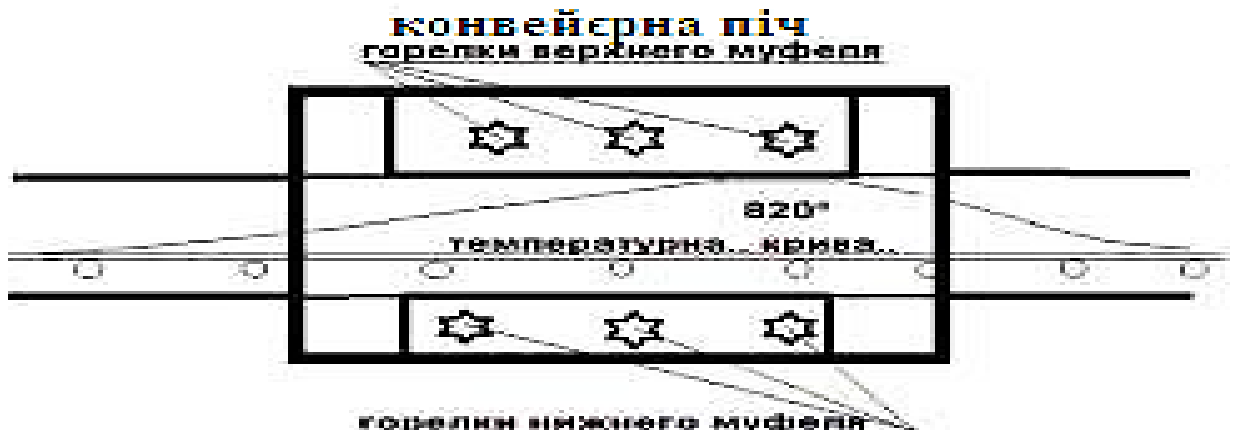 конвейєрна піч
горелки верхнего муфеля
820°
температурна.. крива..
горелки нижнего муфеля